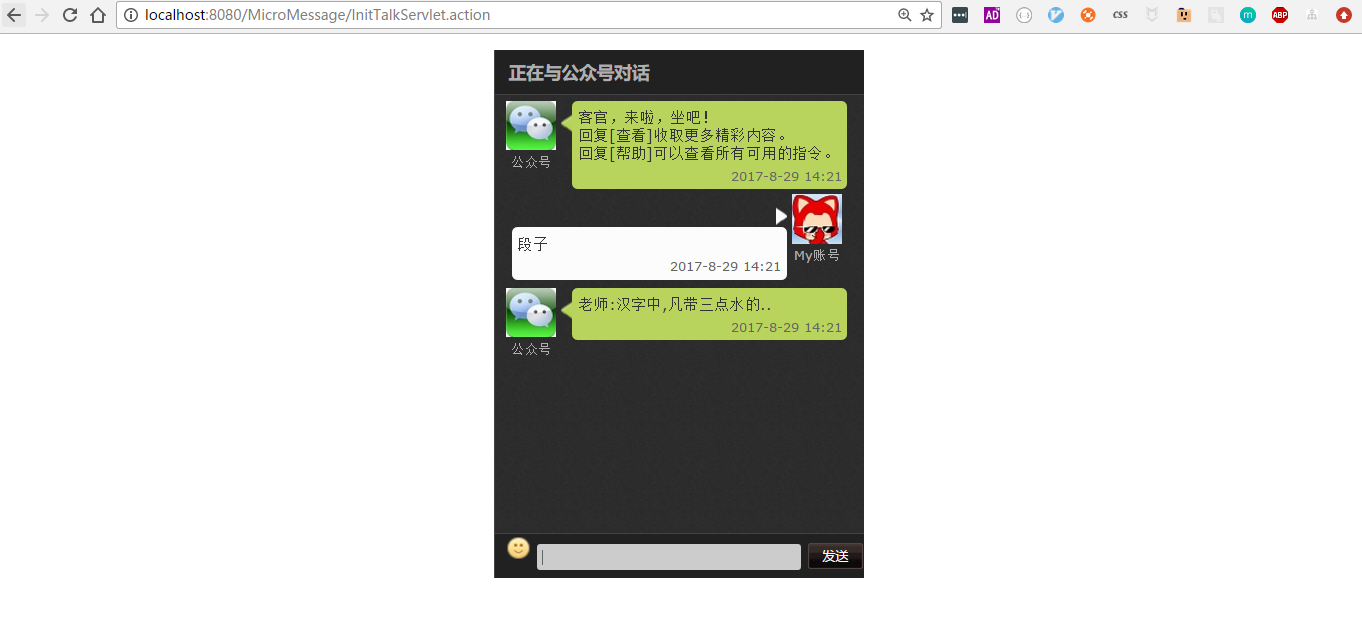 localhost:8080/MicroMessage/InitTalkServlet.action
AD
css
m
ABP
正在与公众号对话
客官，来啦，坐吧！
回复[查看]收取更多精彩内容。
回复[帮助]可以查看所有可用的指令。
2017-8-29 14:21
公众号
段子
2017-8-29 14:21
My账号
老师:汉字中,凡带三点水的..
2017-8-29 14:21
公众号
发送